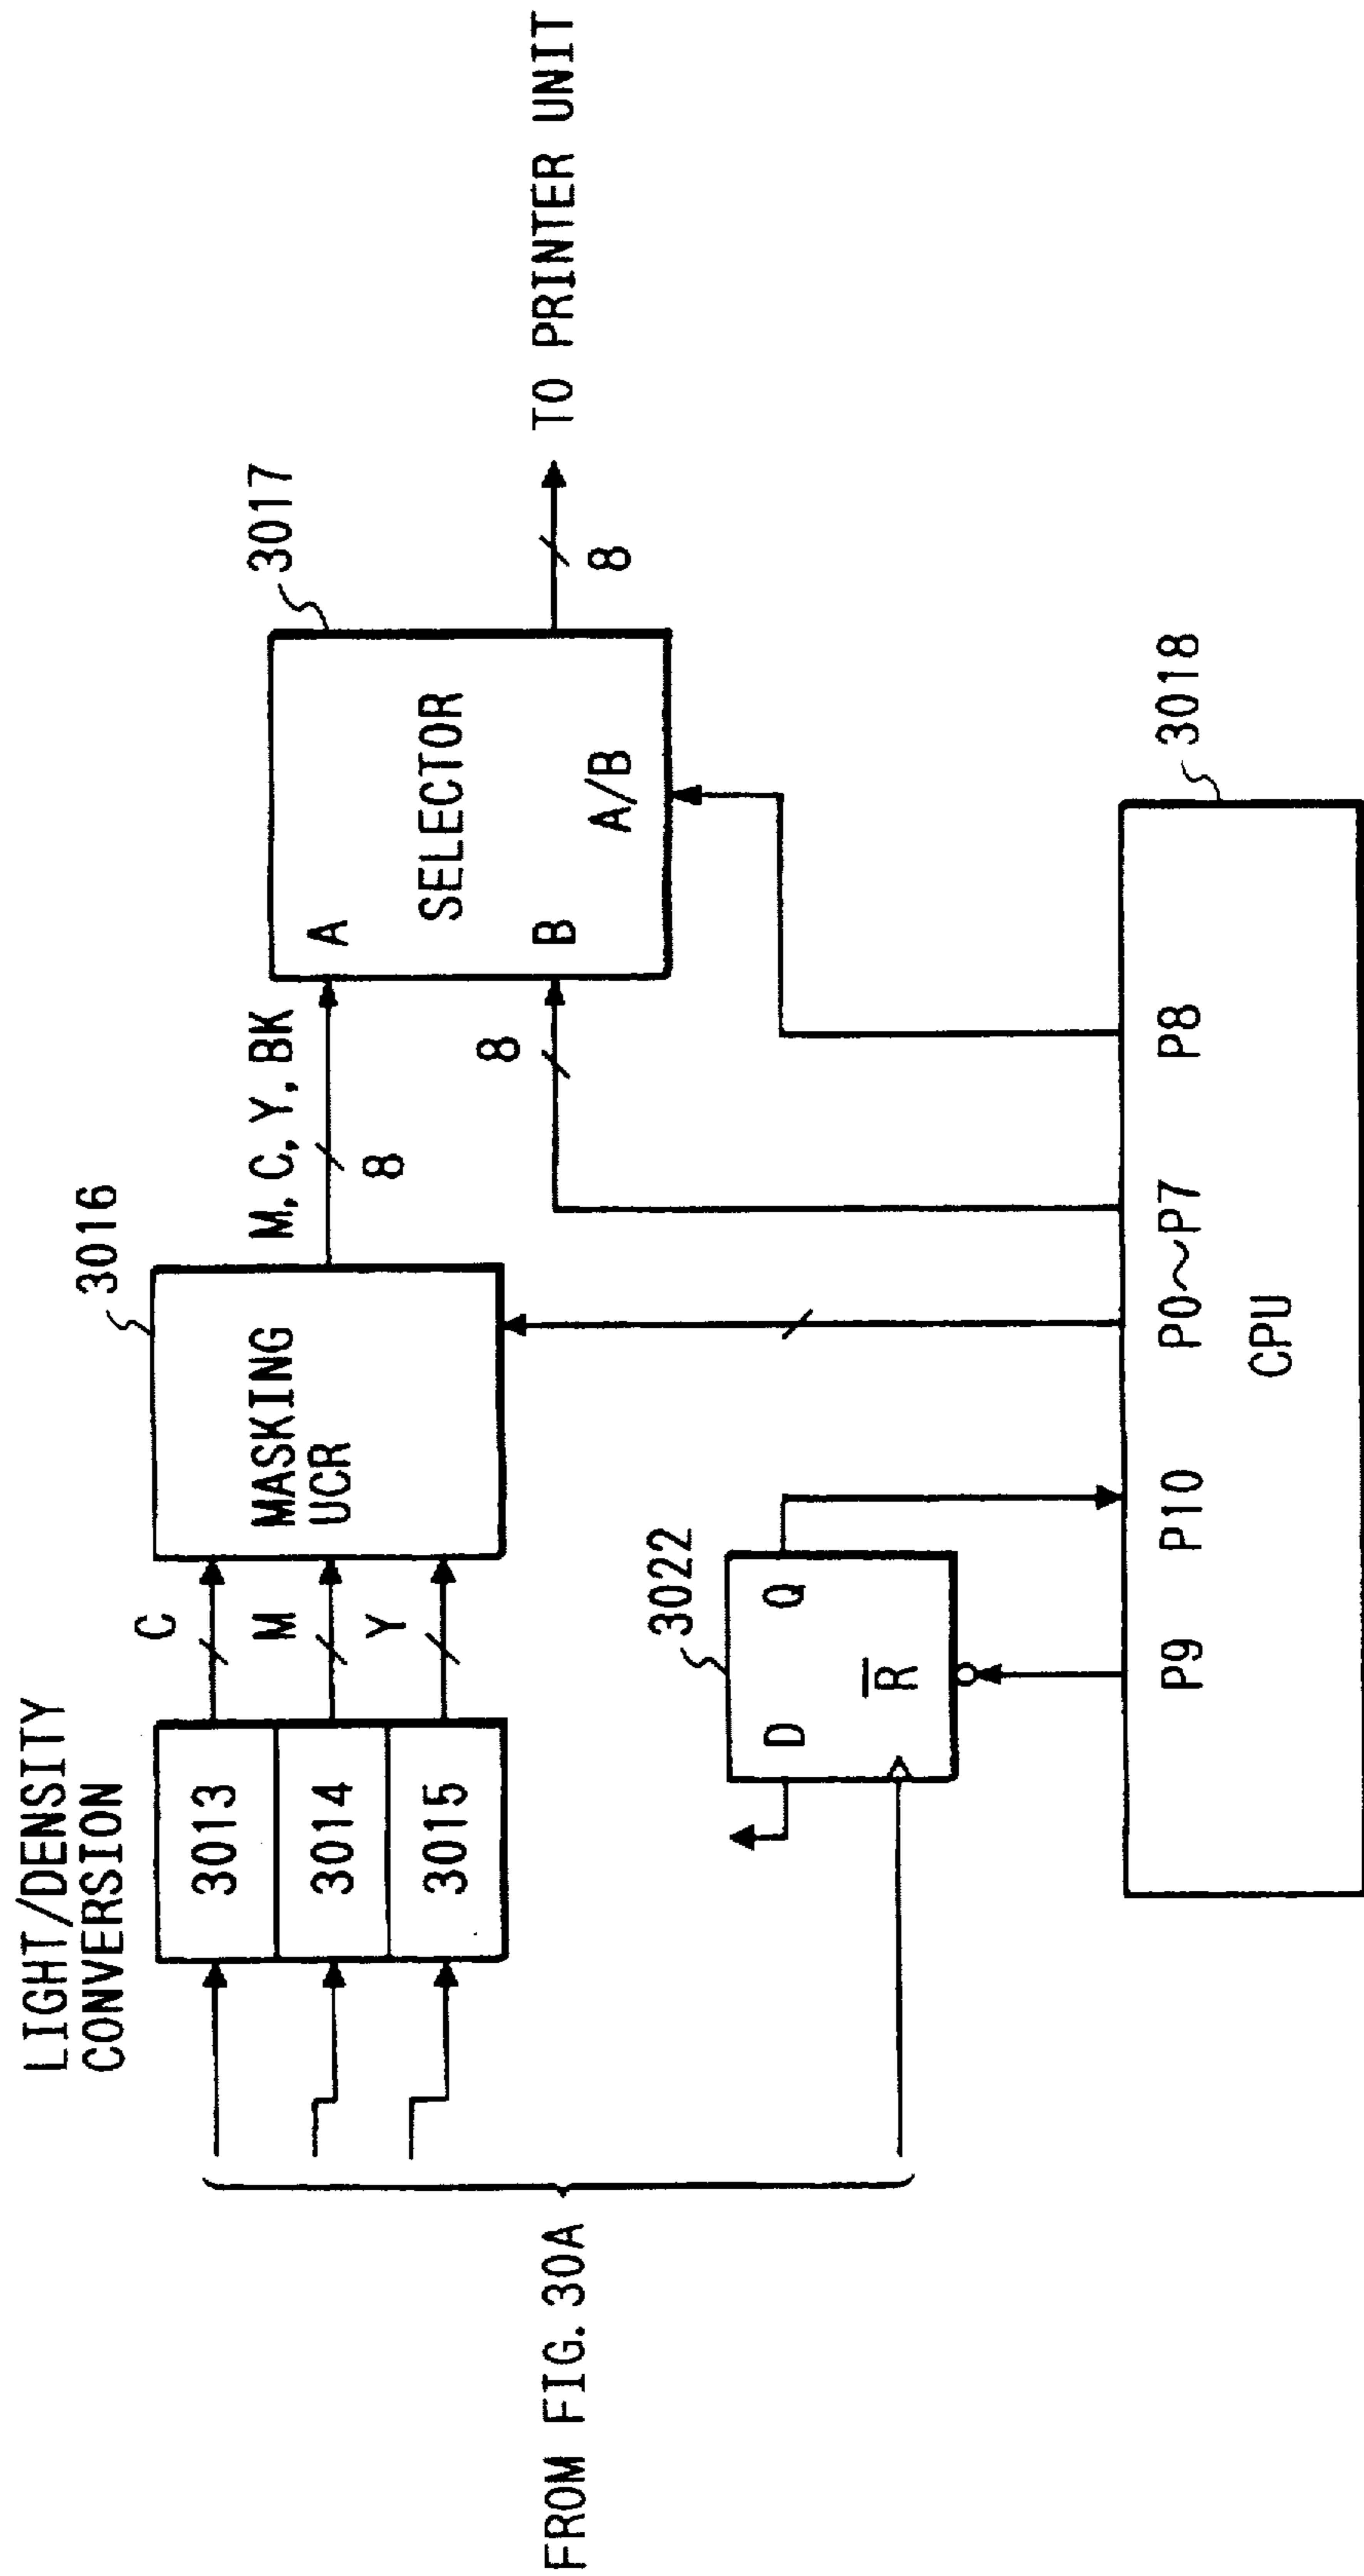 LIGHT/DENSITY
CONVERSION
3013
3014
3015
C
M
Y
3016
MASKING
UCR
M, C, Y, BK
8
8
3017
A
B
SELECTOR
A/B
8
TO PRINTER UNIT
FROM FIG. 30A
3022
D
Q
R̅
P9
P10
P0~P7
P8
CPU
3018